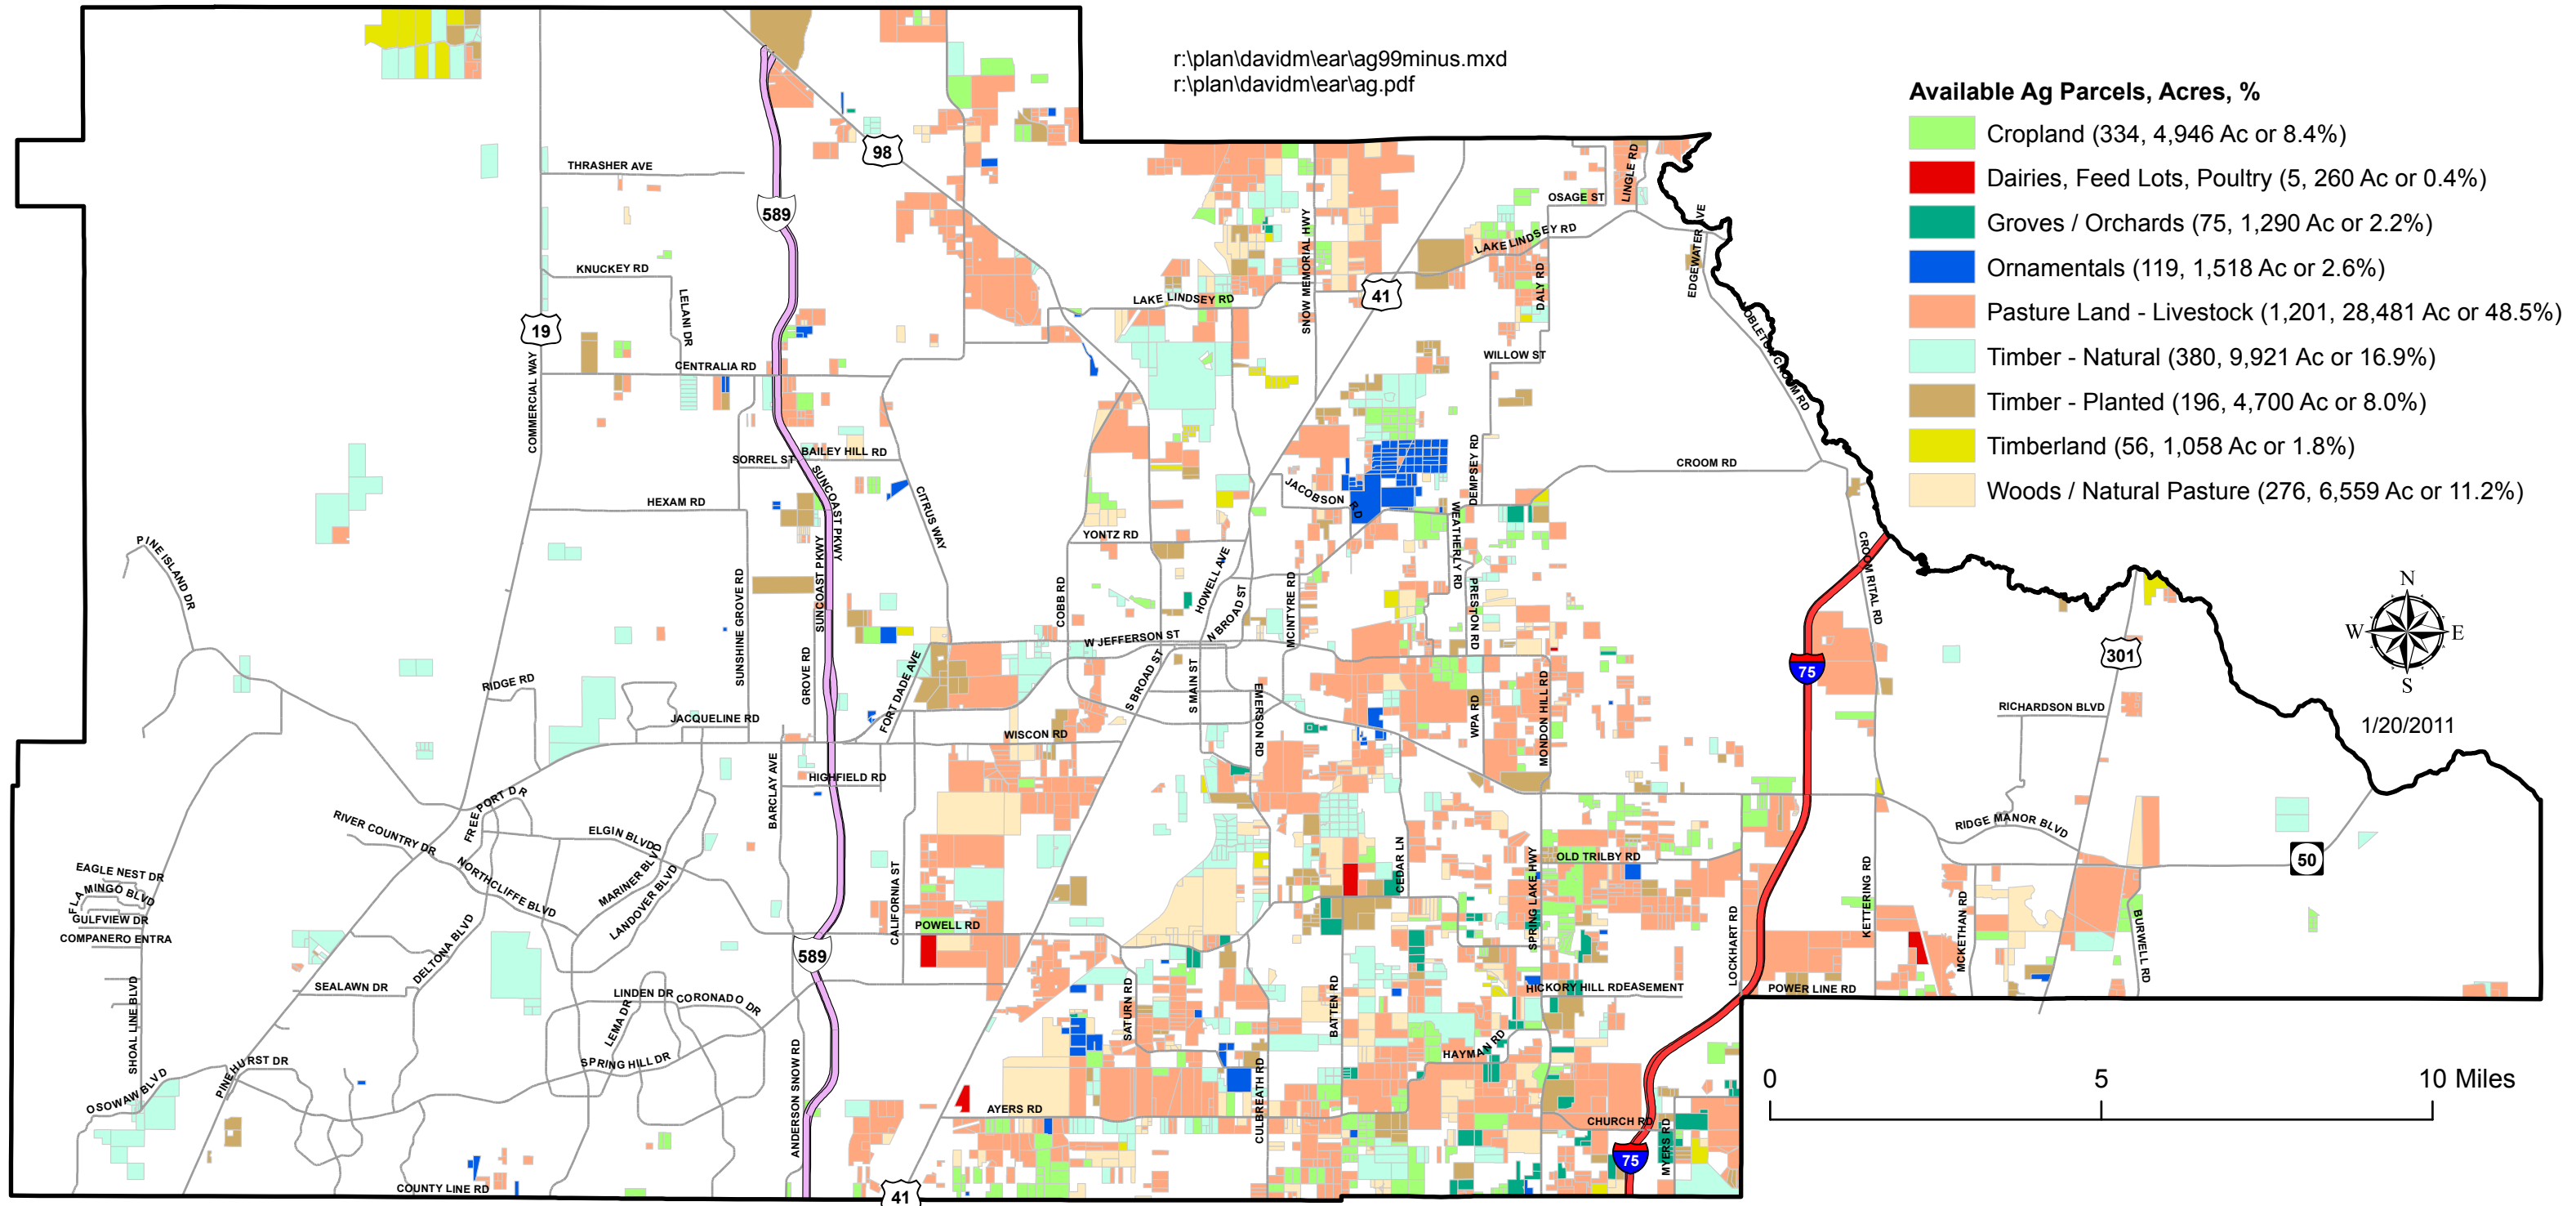 r:\plan\davidm\ear\ag99minus.mxd
r:\plan\davidm\ear\ag.pdf
Available Ag Parcels, Acres, %
Cropland (334, 4,946 Ac or 8.4%)
Dairies, Feed Lots, Poultry (5, 260 Ac or 0.4%)
Groves / Orchards (75, 1,290 Ac or 2.2%)
Ornamentals (119, 1,518 Ac or 2.6%)
Pasture Land - Livestock (1,201, 28,481 Ac or 48.5%)
Timber - Natural (380, 9,921 Ac or 16.9%)
Timber - Planted (196, 4,700 Ac or 8.0%)
Timberland (56, 1,058 Ac or 1.8%)
Woods / Natural Pasture (276, 6,559 Ac or 11.2%)
98
THRASHER AVE
589
LINGLE RD
OSAGE ST
EDGEWATER AVE
SNOW MEMORIAL HWY
LAKE LINDSEY RD
KNUCKEY RD
LELANI DR
DALY RD
41
LAKE LINDSEY RD
19
COMMERCIAL WAY
CENTRALIA RD
WILLOW ST
NOBLETON CROOM RD
BAILEY HILL RD
SORREL ST
SUNCOAST PKWY
CITRUS WAY
HEXAM RD
JACOBSON RD
DEMPSEY RD
CROOM RD
WEATHERLY RD
YONTZ RD
PINE ISLAND DR
SUNSHINE GROVE RD
SUNCOAST PKWY
COBB RD
HOWELL AVE
N BROAD ST
MCINTYRE RD
PRESTON RD
CROOM RITAL RD
N
W
E
S
1/20/2011
301
75
W JEFFERSON ST
GROVE RD
FORT DADE AVE
S BROAD ST
S MAIN ST
EMERSON RD
WPA RD
MONDON HILL RD
RIDGE RD
JACQUELINE RD
RICHARDSON BLVD
WISCON RD
BARCLAY AVE
HIGHFIELD RD
FREEPORT DR
RIVER COUNTRY DR
ELGIN BLVD
NORTHCLIFFE BLVD
MARINER BLVD
LANDOVER BLVD
RIDGE MANOR BLVD
50
EAGLE NEST DR
FLAMINGO BLVD
GULFVIEW DR
COMPANERO ENTRA
CALIFORNIA ST
CEDAR LN
OLD TRILBY RD
SPRING LAKE HWY
LOCKHART RD
KETTERING RD
MCKETHAN RD
BURWELL RD
POWELL RD
589
DELTONA BLVD
SEALAWN DR
SHOAL LINE BLVD
LINDEN DR
LEMA DR
CORONADO DR
SATURN RD
BATTEN RD
HICKORY HILL RDEASEMENT
POWER LINE RD
HAYMAN RD
SPRING HILL DR
PINEHURST DR
OSOWAW BLVD
ANDERSON SNOW RD
AYERS RD
CULBREATH RD
CHURCH RD
MYERS RD
75
COUNTY LINE RD
41
0
5
10 Miles